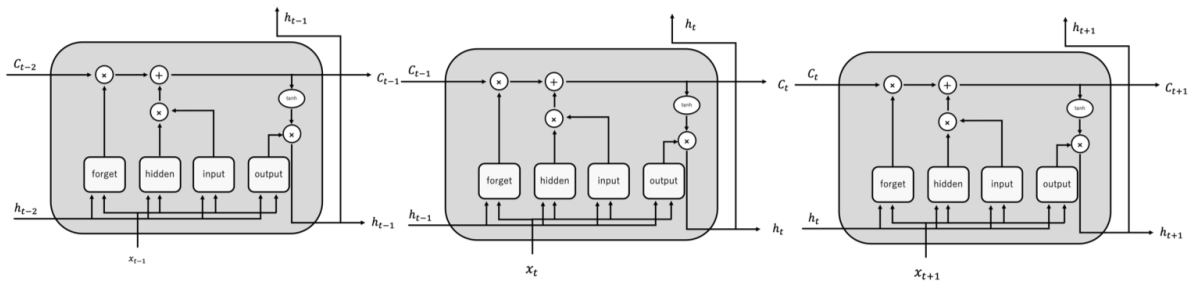 h_{t-1}
C_{t-2}
×
+
C_{t-1}
tanh
×
×
forget
hidden
input
output
h_{t-2}
h_{t-1}
x_{t-1}
h_t
C_{t-1}
×
+
C_t
tanh
×
×
forget
hidden
input
output
h_{t-1}
h_t
x_t
h_{t+1}
C_t
×
+
C_{t+1}
tanh
×
×
forget
hidden
input
output
h_t
h_{t+1}
x_{t+1}